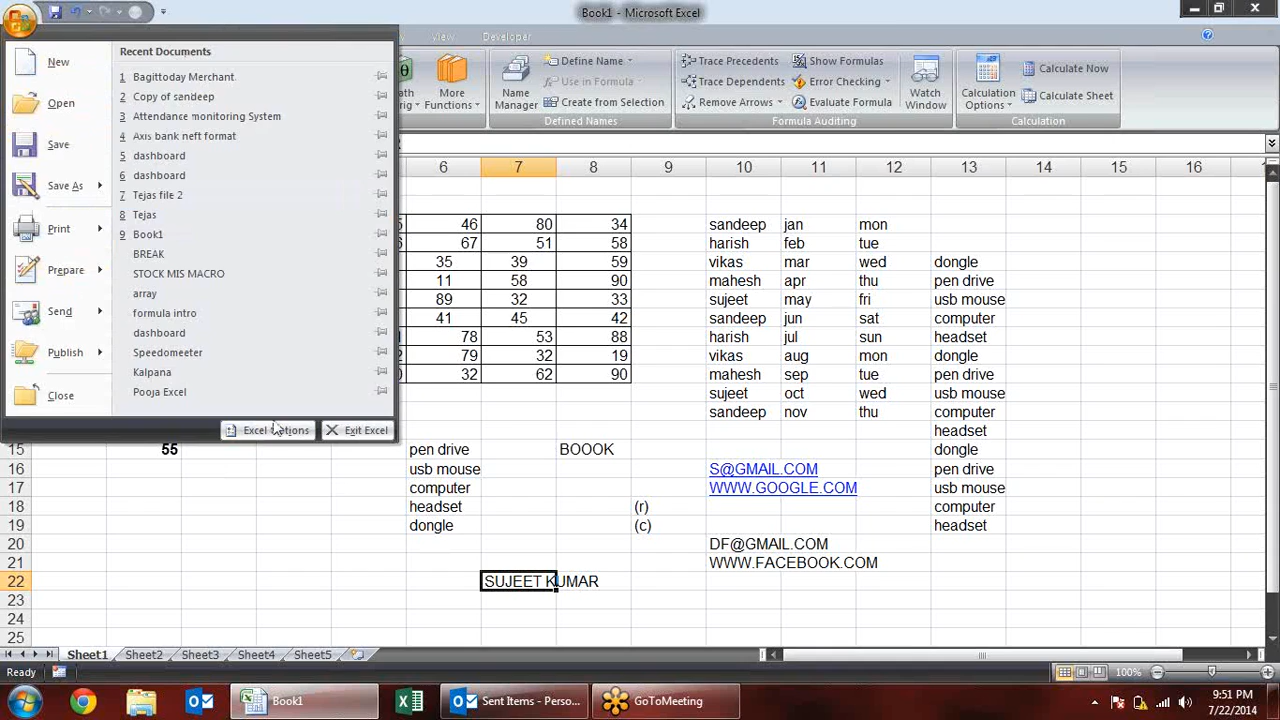 Book1 - Microsoft Excel
View Developer
Recent Documents
New
Open
Save
Save As
Print
Prepare
Send
Publish
Close
1 Bagittoday Merchant
2 Copy of sandeep
3 Attendance monitoring System
4 Axis bank neft format
5 dashboard
6 dashboard
7 Tejas file 2
8 Tejas
9 Book1
BREAK
STOCK MIS MACRO
array
formula intro
dashboard
Speedomeeter
Kalpana
Pooja Excel
Excel Options Exit Excel
More Functions
Name Manager
Define Name
Use in Formula
Create from Selection
Defined Names
Trace Precedents
Trace Dependents
Remove Arrows
Show Formulas
Error Checking
Evaluate Formula
Formula Auditing
Watch Window
Calculation Options
Calculate Now
Calculate Sheet
Calculation
6 7 8 9 10 11 12 13 14 15 16
46 80 34 sandeep jan mon
67 51 58 harish feb tue
35 39 59 vikas mar wed dongle
11 58 90 mahesh apr thu pen drive
89 32 33 sujeet may fri usb mouse
41 45 42 sandeep jun sat computer
78 53 88 harish jul sun headset
79 32 19 vikas aug mon dongle
32 62 90 mahesh sep tue pen drive
sujeet oct wed usb mouse
sandeep nov thu computer
headset
15 55 pen drive BOOOK dongle
16 usb mouse S@GMAIL.COM pen drive
17 computer WWW.GOOGLE.COM usb mouse
18 headset (r) computer
19 dongle (c) headset
20 DF@GMAIL.COM
21 WWW.FACEBOOK.COM
22 SUJEET KUMAR
23
24
25
Sheet1 Sheet2 Sheet3 Sheet4 Sheet5
Ready 100%
Book1 Sent Items - Perso... GoToMeeting
9:51 PM
7/22/2014